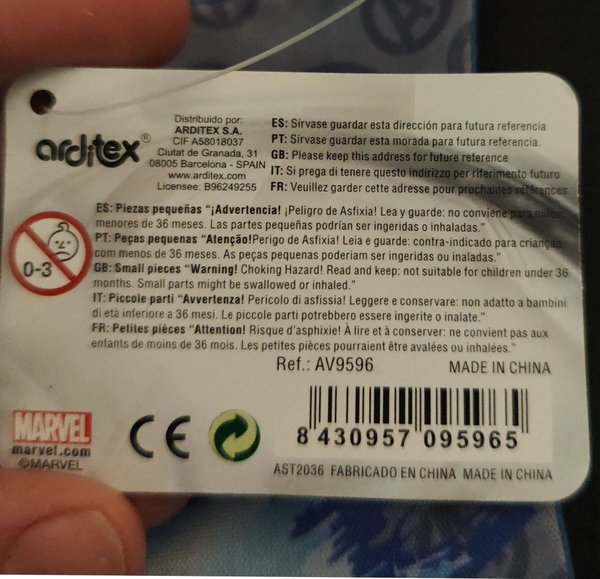 arditex®
Distribuido por:
ARDITEX S.A.
CIF A58018037
Ciutat de Granada, 31
08005 Barcelona - SPAIN
www.arditex.com
Licensee: B96249255
ES: Sírvase guardar esta dirección para futura referencia
PT: Sírvase guardar esta morada para futura referencia.
GB: Please keep this address for future reference
IT: Si prega di tenere questo indirizzo per riferimento futuro
FR: Veuillez garder cette adresse pour prochaines références
0-3
ES: Piezas pequeñas “¡Advertencia! ¡Peligro de Asfixia! Lea y guarde: no conviene para niños
menores de 36 meses. Las partes pequeñas podrían ser ingeridas o inhaladas.”
PT: Peças pequenas “Atenção!Perigo de Asfixia! Leia e guarde: contra-indicado para crianças
com menos de 36 meses. As peças pequenas poderiam ser ingeridas ou inaladas.”
GB: Small pieces “Warning! Choking Hazard! Read and keep: not suitable for children under 36
months. Small parts might be swallowed or inhaled.”
IT: Piccole parti “Avvertenza! Pericolo di asfissia! Leggere e conservare: non adatto a bambini
di età inferiore a 36 mesi. Le piccole parti potrebbero essere ingerite o inalate.”
FR: Petites pièces “Attention! Risque d’asphixie! À lire et à conserver: ne convient pas aux
enfants de moins de 36 mois. Les petites pièces pourraient être avalées ou inhalées.”
Ref.: AV9596 MADE IN CHINA
MARVEL
marvel.com
©MARVEL
CE
8 430957 095965
AST2036 FABRICADO EN CHINA MADE IN CHINA